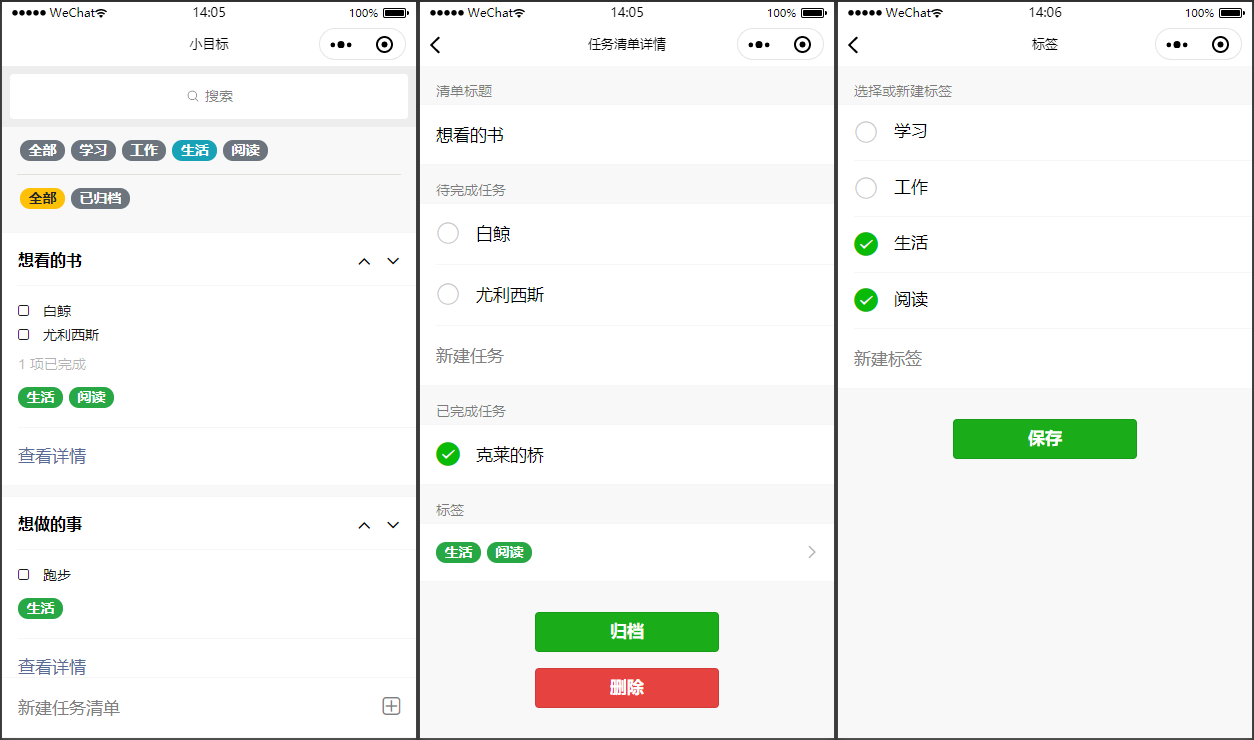 WeChat 14:05 100%
小目标
搜索
全部 学习 工作 生活 阅读
全部 已归档
想看的书
白鲸
尤利西斯
1 项已完成
生活 阅读
查看详情
想做的事
跑步
生活
查看详情
新建任务清单
WeChat 14:05 100%
任务清单详情
清单标题
想看的书
待完成任务
白鲸
尤利西斯
新建任务
已完成任务
克莱的桥
标签
生活 阅读
归档
删除
WeChat 14:06 100%
标签
选择或新建标签
学习
工作
生活
阅读
新建标签
保存